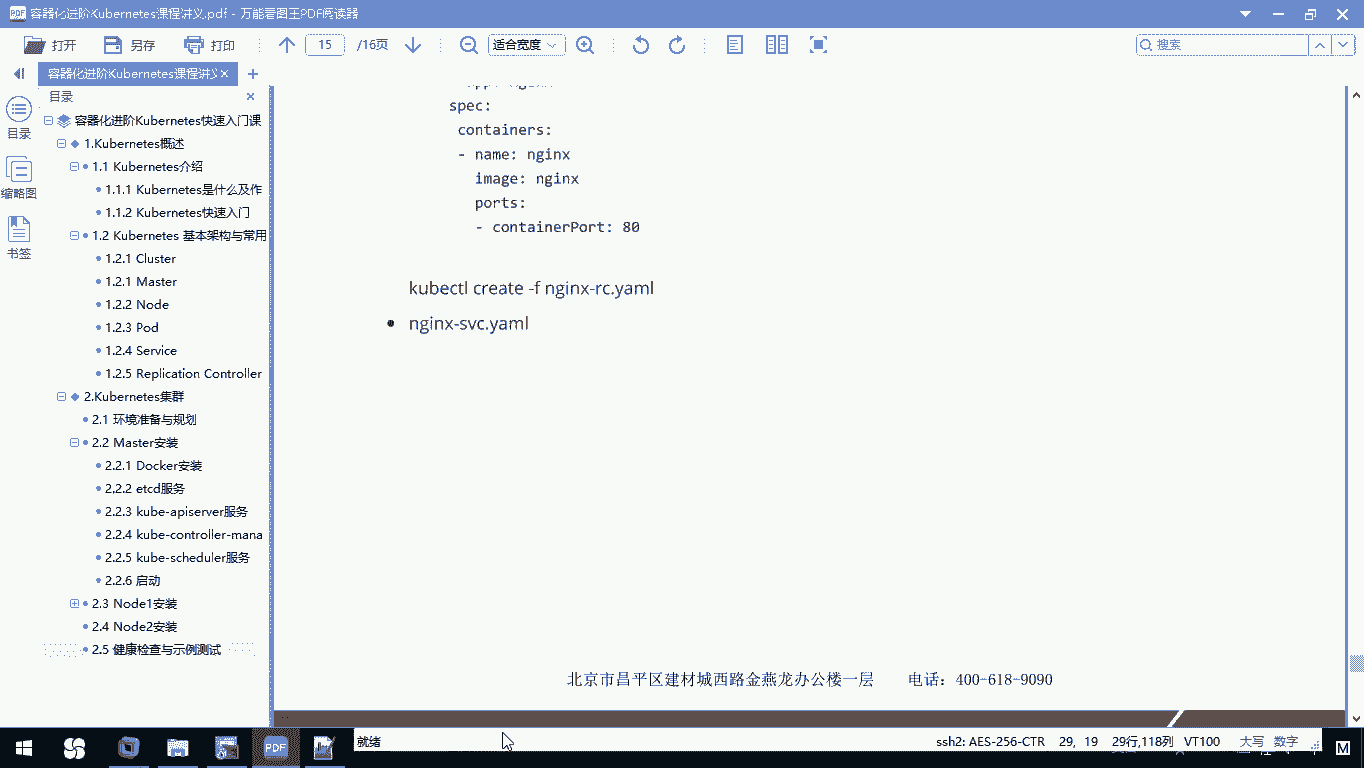 容器化进阶Kubernetes课程讲义.pdf - 万能看图王PDF阅读器
打开 另存 打印 15 /16页 适合宽度 搜索
容器化进阶Kubernetes课程讲义 × +
目录
目录
缩略图
书签
容器化进阶Kubernetes快速入门课
1.Kubernetes概述
1.1 Kubernetes介绍
1.1.1 Kubernetes是什么及作
1.1.2 Kubernetes快速入门
1.2 Kubernetes 基本架构与常用
1.2.1 Cluster
1.2.1 Master
1.2.2 Node
1.2.3 Pod
1.2.4 Service
1.2.5 Replication Controller
2.Kubernetes集群
2.1 环境准备与规划
2.2 Master安装
2.2.1 Docker安装
2.2.2 etcd服务
2.2.3 kube-apiserver服务
2.2.4 kube-controller-mana
2.2.5 kube-scheduler服务
2.2.6 启动
2.3 Node1安装
2.4 Node2安装
2.5 健康检查与示例测试
spec:
containers:
- name: nginx
image: nginx
ports:
- containerPort: 80
kubectl create -f nginx-rc.yaml
• nginx-svc.yaml
北京市昌平区建材城西路金燕龙办公楼一层 电话：400-618-9090
PDF
就绪
ssh2: AES-256-CTR 29, 19 29行,118列 VT100 大写 数字
M